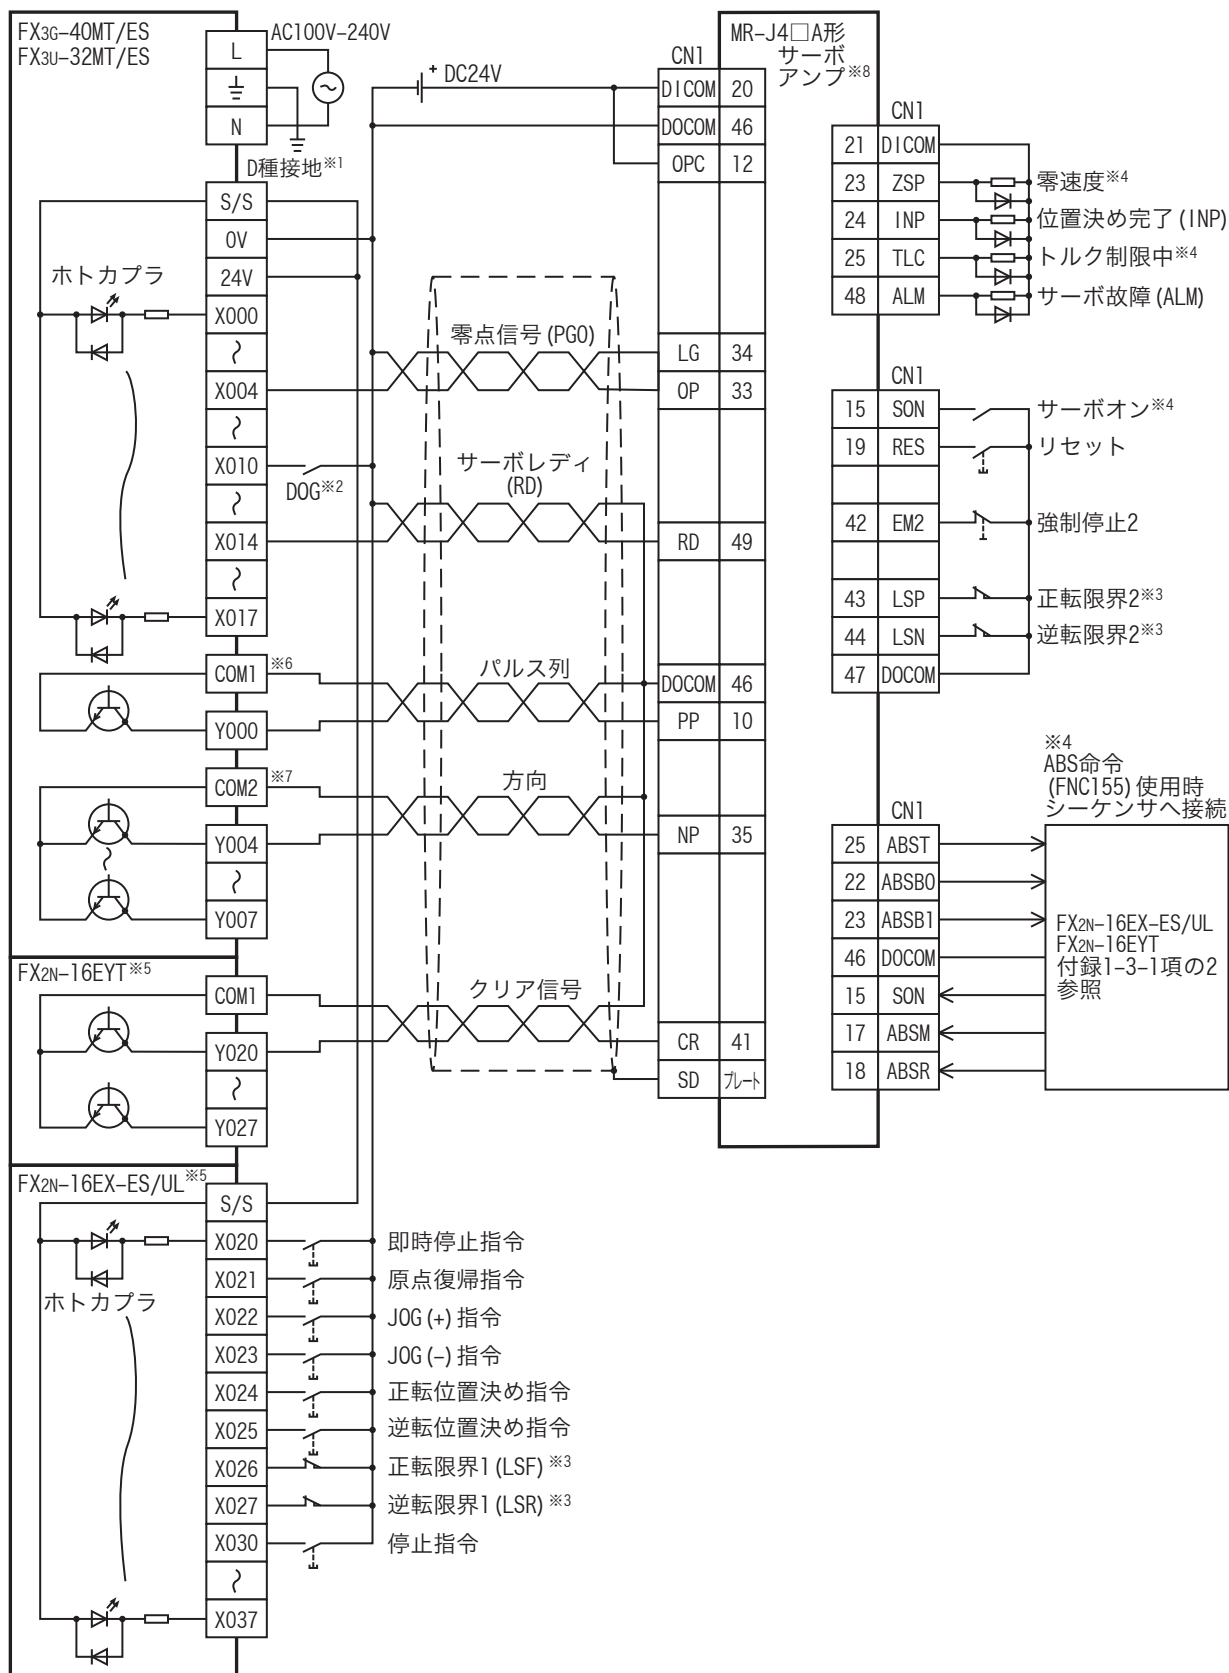 FX3G-40MT/ES
FX3U-32MT/ES
L
N
AC100V-240V
D種接地※1
S/S
0V
24V
X000
X004
X010
X014
X017
ホトカプラ
DOG※2
COM1
※6
Y000
COM2
※7
Y004
Y007
FX2N-16EYT※5
COM1
Y020
Y027
FX2N-16EX-ES/UL※5
S/S
X020
X021
X022
X023
X024
X025
X026
X027
X030
X037
ホトカプラ
即時停止指令
原点復帰指令
JOG(+)指令
JOG(-)指令
正転位置決め指令
逆転位置決め指令
正転限界1(LSF)※3
逆転限界1(LSR)※3
停止指令
+ DC24V
零点信号(PG0)
サーボレディ
(RD)
パルス列
方向
クリア信号
MR-J4□A形
サーボ
アンプ※8
CN1
DICOM 20
DOCOM 46
OPC 12
LG 34
OP 33
RD 49
DOCOM 46
PP 10
NP 35
CR 41
SD プレート
CN1
21 DICOM
23 ZSP
24 INP
25 TLC
48 ALM
零速度※4
位置決め完了(INP)
トルク制限中※4
サーボ故障(ALM)
CN1
15 SON
19 RES
42 EM2
43 LSP
44 LSN
47 DOCOM
サーボオン※4
リセット
強制停止2
正転限界2※3
逆転限界2※3
※4
ABS命令
(FNC155)使用時
シーケンサへ接続
CN1
25 ABST
22 ABSB0
23 ABSB1
46 DOCOM
15 SON
17 ABSM
18 ABSR
FX2N-16EX-ES/UL
FX2N-16EYT
付録1-3-1項の2
参照